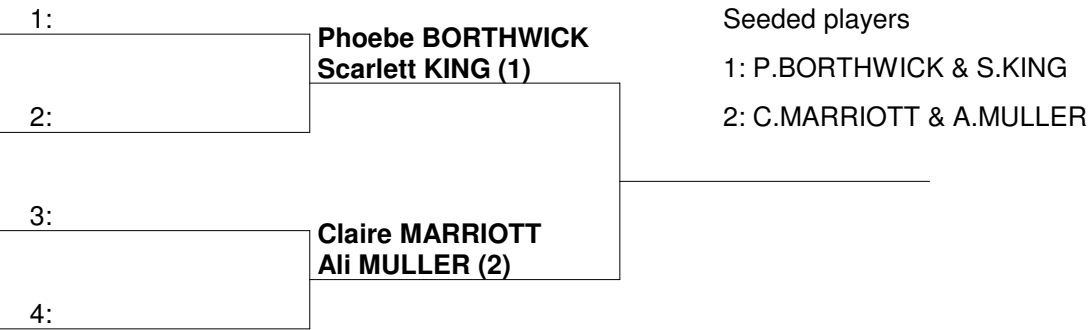 1:
Phoebe BORTHWICK
Scarlett KING (1)
2:
3:
Claire MARRIOTT
Ali MULLER (2)
4:
Seeded players
1: P.BORTHWICK & S.KING
2: C.MARRIOTT & A.MULLER